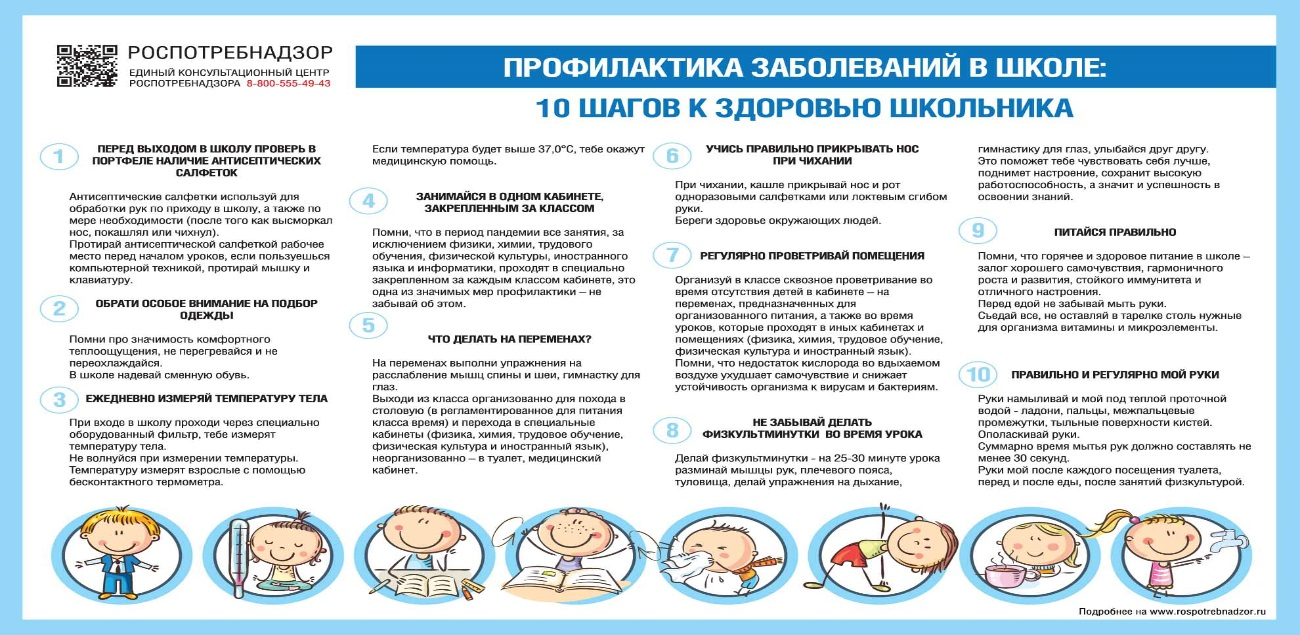 РОСПОТРЕБНАДЗОР
ЕДИНЫЙ КОНСУЛЬТАЦИОННЫЙ ЦЕНТР
РОСПОТРЕБНАДЗОРА 8-800-555-49-43
ПРОФИЛАКТИКА ЗАБОЛЕВАНИЙ В ШКОЛЕ:
10 ШАГОВ К ЗДОРОВЬЮ ШКОЛЬНИКА
1
ПЕРЕД ВЫХОДОМ В ШКОЛУ ПРОВЕРЬ В
ПОРТФЕЛЕ НАЛИЧИЕ АНТИСЕПТИЧЕСКИХ
САЛФЕТОК
Антисептические салфетки используй для
обработки рук по приходу в школу, а также по
мере необходимости (после того как высморкал
нос, покашлял или чихнул).
Протирай антисептической салфеткой рабочее
место перед началом уроков, если пользуешься
компьютерной техникой, протирай мышку и
клавиатуру.
2
ОБРАТИ ОСОБОЕ ВНИМАНИЕ НА ПОДБОР
ОДЕЖДЫ
Помни про значимость комфортного
теплоощущения, не перегревайся и не
переохлаждайся.
В школе надевай сменную обувь.
3
ЕЖЕДНЕВНО ИЗМЕРЯЙ ТЕМПЕРАТУРУ ТЕЛА
При входе в школу проходи через специально
оборудованный фильтр, тебе измерят
температуру тела.
Не волнуйся при измерении температуры.
Температуру измерят взрослые с помощью
бесконтактного термометра.
Если температура будет выше 37,0°С, тебе окажут
медицинскую помощь.
4
ЗАНИМАЙСЯ В ОДНОМ КАБИНЕТЕ,
ЗАКРЕПЛЕННЫМ ЗА КЛАССОМ
Помни, что в период пандемии все занятия, за
исключением физики, химии, трудового
обучения, физической культуры, иностранного
языка и информатики, проходят в специально
закрепленном за каждым классом кабинете, это
одна из значимых мер профилактики – не
забывай об этом.
5
ЧТО ДЕЛАТЬ НА ПЕРЕМЕНАХ?
На переменах выполни упражнения на
расслабление мышц спины и шеи, гимнастку для
глаз.
Выходи из класса организованно для похода в
столовую (в регламентированное для питания
класса время) и перехода в специальные
кабинеты (физика, химия, трудовое обучение,
физическая культура и иностранный язык),
неорганизованно – в туалет, медицинский
кабинет.
6
УЧИСЬ ПРАВИЛЬНО ПРИКРЫВАТЬ НОС
ПРИ ЧИХАНИИ
При чихании, кашле прикрывай нос и рот
одноразовыми салфетками или локтевым сгибом
руки.
Береги здоровье окружающих людей.
7
РЕГУЛЯРНО ПРОВЕТРИВАЙ ПОМЕЩЕНИЯ
Организуй в классе сквозное проветривание во
время отсутствия детей в кабинете – на
переменах, предназначенных для
организованного питания, а также во время
уроков, которые проходят в иных кабинетах и
помещениях (физика, химия, трудовое обучение,
физическая культура и иностранный язык).
Помни, что недостаток кислорода во вдыхаемом
воздухе ухудшает самочувствие и снижает
устойчивость организма к вирусам и бактериям.
8
НЕ ЗАБЫВАЙ ДЕЛАТЬ
ФИЗКУЛЬТМИНУТКИ ВО ВРЕМЯ УРОКА
Делай физкультминутки - на 25-30 минуте урока
разминай мышцы рук, плечевого пояса,
туловища, делай упражнения на дыхание,
гимнастику для глаз, улыбайся друг другу.
Это поможет тебе чувствовать себя лучше,
поднимет настроение, сохранит высокую
работоспособность, а значит и успешность в
освоении знаний.
9
ПИТАЙСЯ ПРАВИЛЬНО
Помни, что горячее и здоровое питание в школе –
залог хорошего самочувствия, гармоничного
роста и развития, стойкого иммунитета и
отличного настроения.
Перед едой не забывай мыть руки.
Съедай все, не оставляй в тарелке столь нужные
для организма витамины и микроэлементы.
10
ПРАВИЛЬНО И РЕГУЛЯРНО МОЙ РУКИ
Руки намыливай и мой под теплой проточной
водой - ладони, пальцы, межпальцевые
промежутки, тыльные поверхности кистей.
Ополаскивай руки.
Суммарно время мытья рук должно составлять не
менее 30 секунд.
Руки мой после каждого посещения туалета,
перед и после еды, после занятий физкультурой.
Подробнее на www.rospotrebnadzor.ru